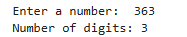 Enter a number:  363
Number of digits: 3